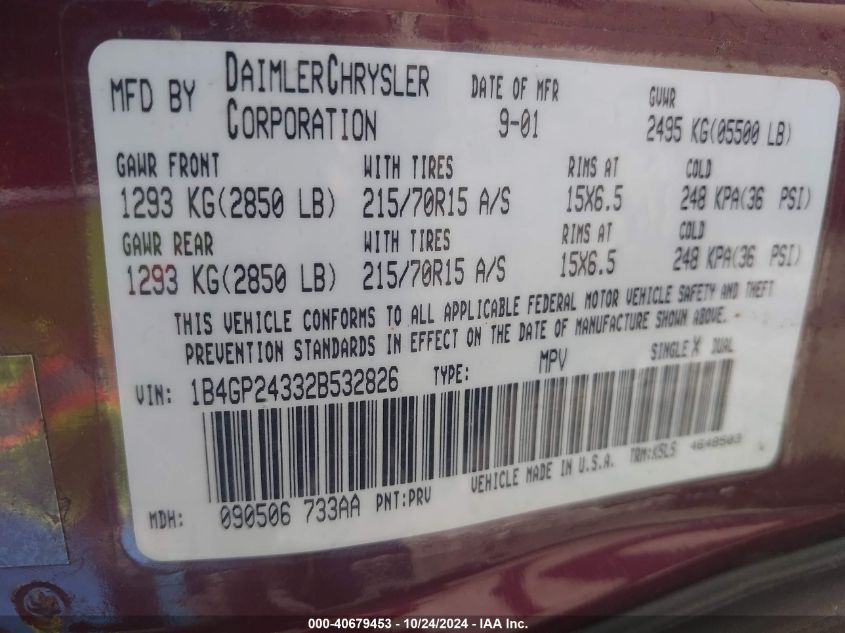 MFD BY DAIMLERCHRYSLER CORPORATION DATE OF MFR 9-01 GVWR 2495 KG(05500 LB)
GAWR FRONT WITH TIRES RIMS AT COLD
1293 KG(2850 LB) 215/70R15 A/S 15X6.5 248 KPA(36 PSI)
GAWR REAR WITH TIRES RIMS AT COLD
1293 KG(2850 LB) 215/70R15 A/S 15X6.5 248 KPA(36 PSI)
THIS VEHICLE CONFORMS TO ALL APPLICABLE FEDERAL MOTOR VEHICLE SAFETY AND THEFT
PREVENTION STANDARDS IN EFFECT ON THE DATE OF MANUFACTURE SHOWN ABOVE.
VIN: 1B4GP24332B532826 TYPE: MPV SINGLE X DUAL
VEHICLE MADE IN U.S.A. TRM:K5L5 4648503
MDH: 090506 733AA PNT:PRV
000-40679453 - 10/24/2024 - IAA Inc.